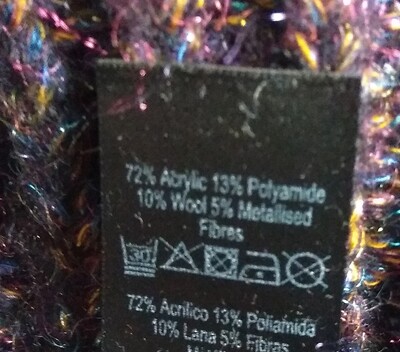 72% Acrylic 13% Polyamide
10% Wool 5% Metallised
Fibres
30
72% Acrilico 13% Poliamida
10% Lana 5% Fibras